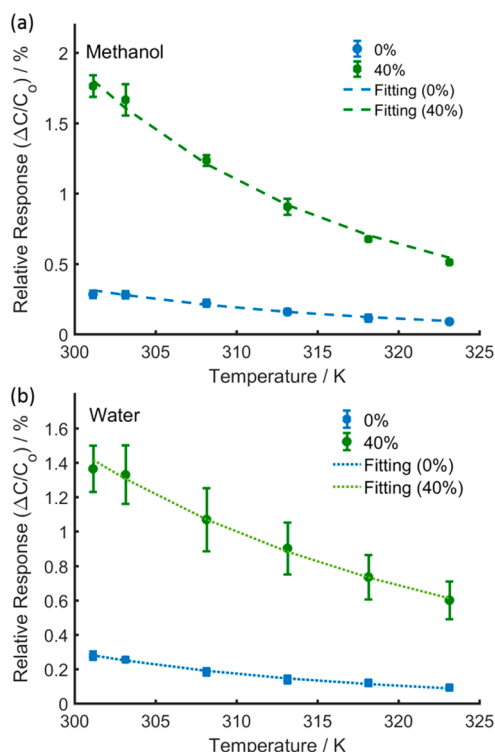 (a)
Methanol
0%
40%
Fitting (0%)
Fitting (40%)
Relative Response (ΔC/Co) / %
2
1.5
1
0.5
0
300 305 310 315 320 325
Temperature / K
(b)
Water
0%
40%
Fitting (0%)
Fitting (40%)
Relative Response (ΔC/Co) / %
1.6
1.4
1.2
1
0.8
0.6
0.4
0.2
0
300 305 310 315 320 325
Temperature / K